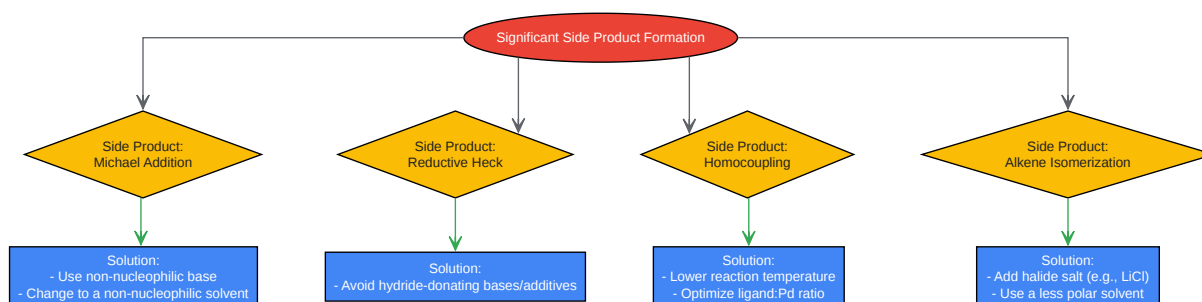 Significant Side Product Formation
Side Product:
Michael Addition
Side Product:
Reductive Heck
Side Product:
Homocoupling
Side Product:
Alkene Isomerization
Solution:
- Use non-nucleophilic base
- Change to a non-nucleophilic solvent
Solution:
- Avoid hydride-donating bases/additives
Solution:
- Lower reaction temperature
- Optimize ligand:Pd ratio
Solution:
- Add halide salt (e.g., LiCl)
- Use a less polar solvent